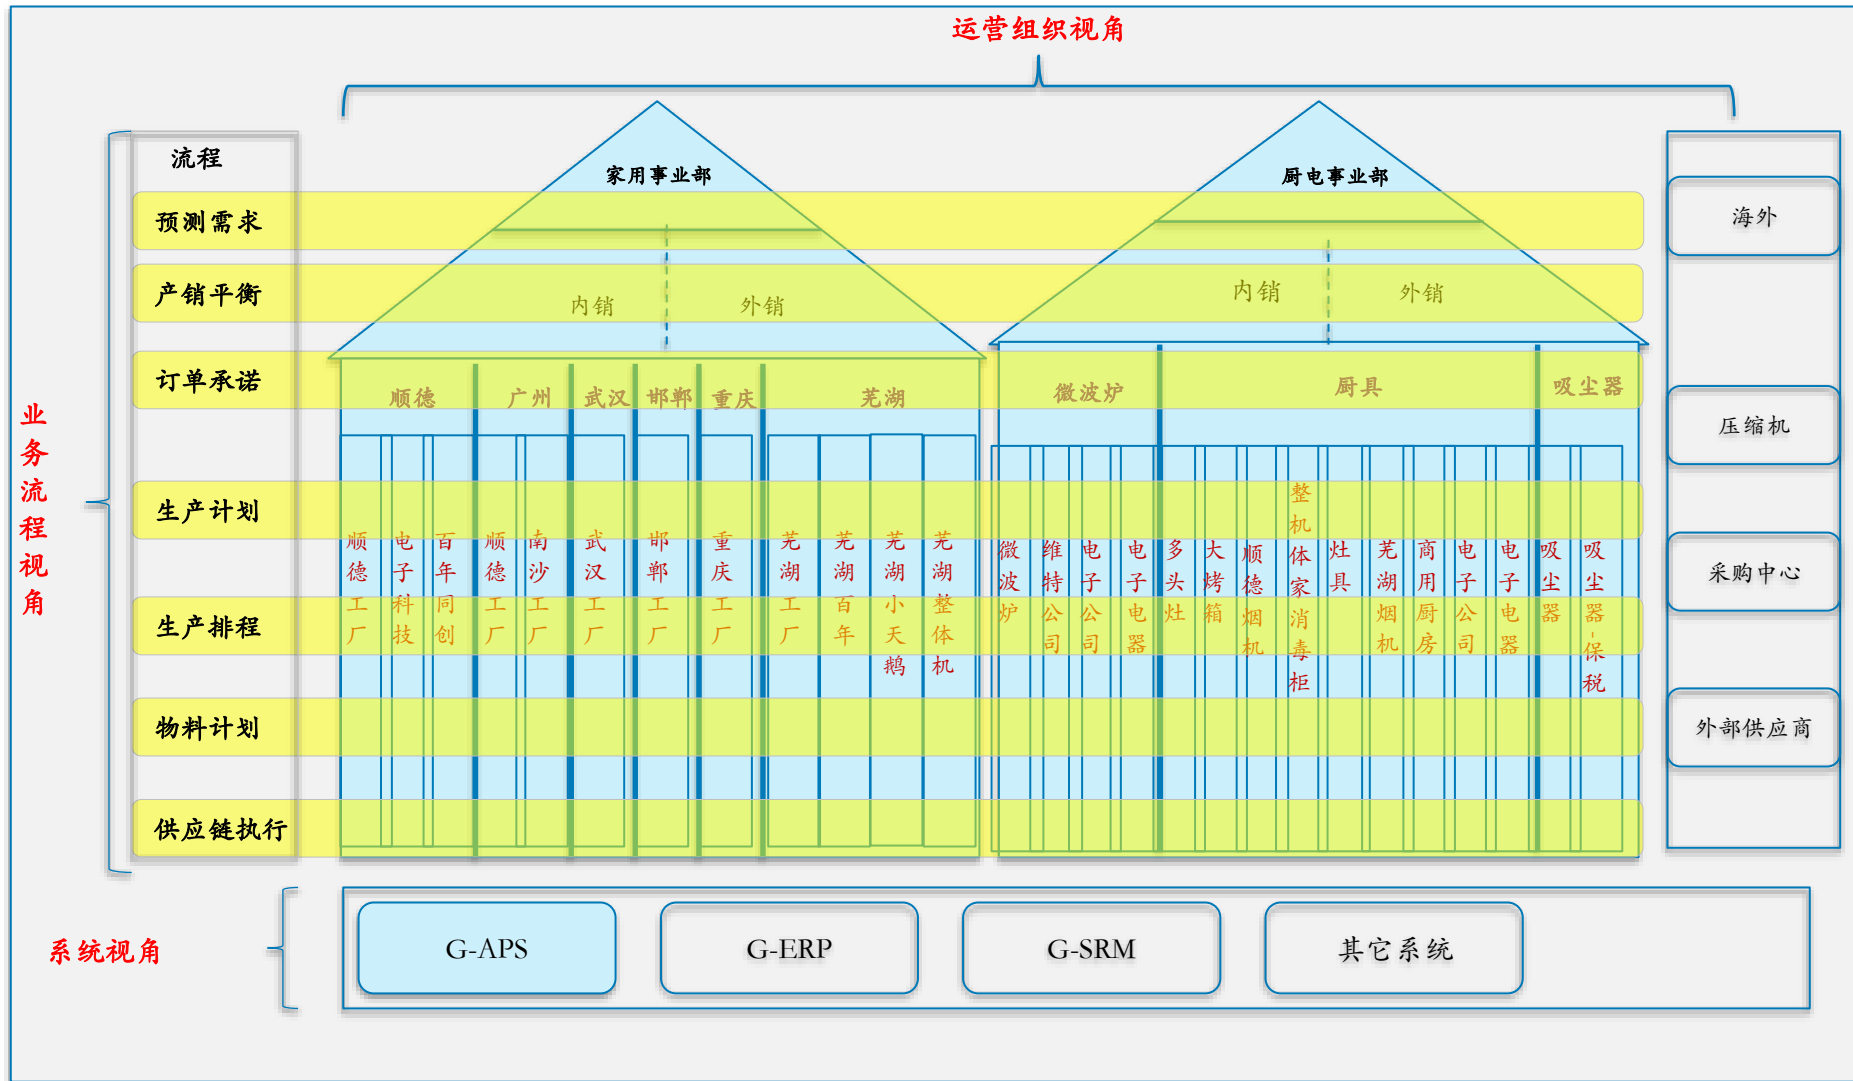 运营组织视角
流程
家用事业部
厨电事业部
预测需求
海外
产销平衡
内销
外销
内销
外销
订单承诺
顺德
广州
武汉
邯郸
重庆
芜湖
微波炉
厨具
吸尘器
压缩机
业务流程视角
生产计划
生产排程
物料计划
供应链执行
顺德工厂
电子科技
百年同创
顺德工厂
南沙工厂
武汉工厂
邯郸工厂
重庆工厂
芜湖工厂
芜湖百年
芜湖小天鹅
芜湖整体机
微波炉
维特公司
电子公司
电子电器
多头灶
大烤箱
顺德烟机
整机体家消毒柜
灶具
芜湖烟机
商用厨房
电子公司
电子电器
吸尘器
吸尘器-保税
采购中心
外部供应商
系统视角
G-APS
G-ERP
G-SRM
其它系统